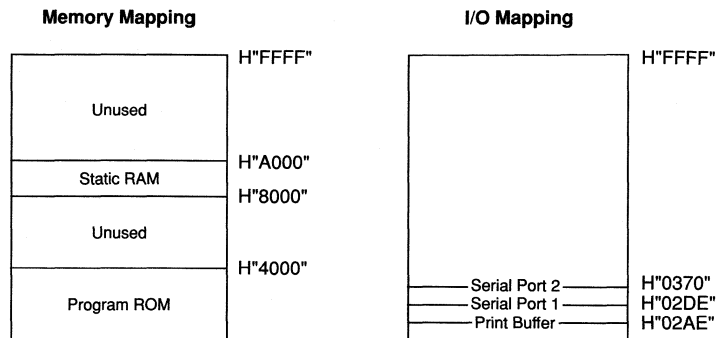 Memory Mapping
H"FFFF"
Unused
H"A000"
Static RAM
H"8000"
Unused
H"4000"
Program ROM
I/O Mapping
H"FFFF"
Serial Port 2 H"0370"
Serial Port 1 H"02DE"
Print Buffer H"02AE"